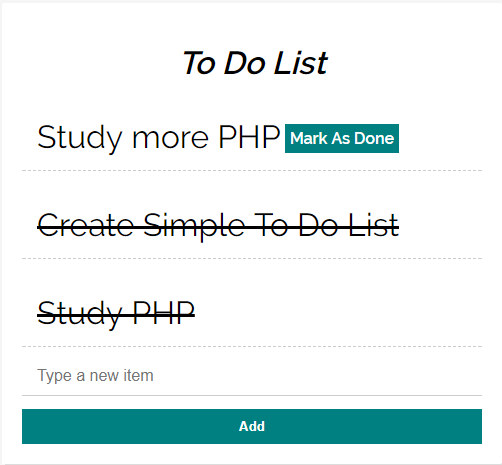 To Do List
Study more PHP Mark As Done
Create Simple To Do List
Study PHP
Type a new item
Add